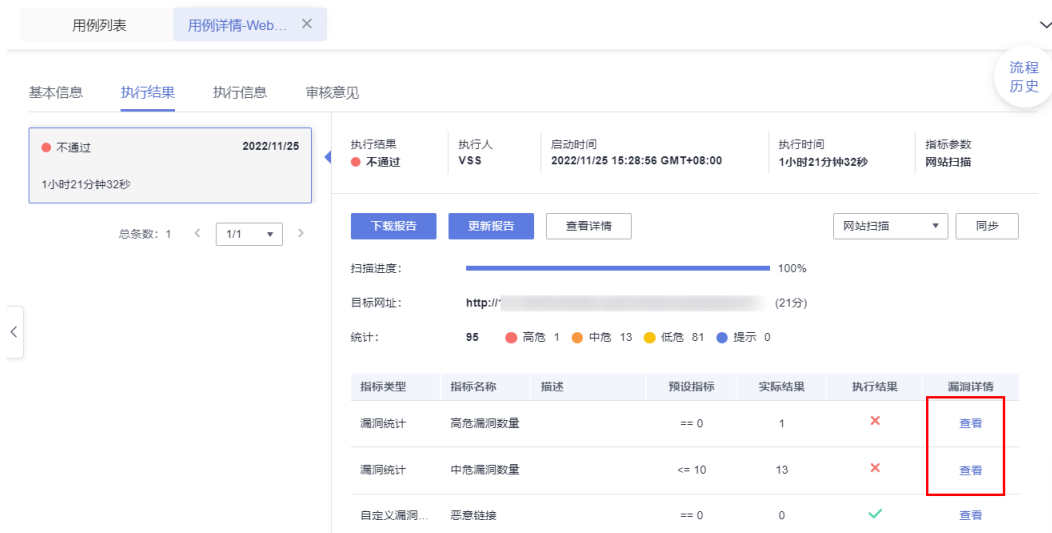 用例列表 用例详情-Web... ×
流程
历史
基本信息 执行结果 执行信息 审核意见
不通过 2022/11/25
1小时21分钟32秒
总条数: 1 < 1/1 >
执行结果 执行人 启动时间 执行时间 指标参数
不通过 VSS 2022/11/25 15:28:56 GMT+08:00 1小时21分钟32秒 网站扫描
下载报告 更新报告 查看详情 网站扫描 同步
扫描进度: 100%
目标网址: http:// (21分)
统计: 95 高危 1 中危 13 低危 81 提示 0
指标类型 指标名称 描述 预设指标 实际结果 执行结果 漏洞详情
漏洞统计 高危漏洞数量 == 0 1 查看
漏洞统计 中危漏洞数量 <= 10 13 查看
自定义漏洞... 恶意链接 == 0 0 查看